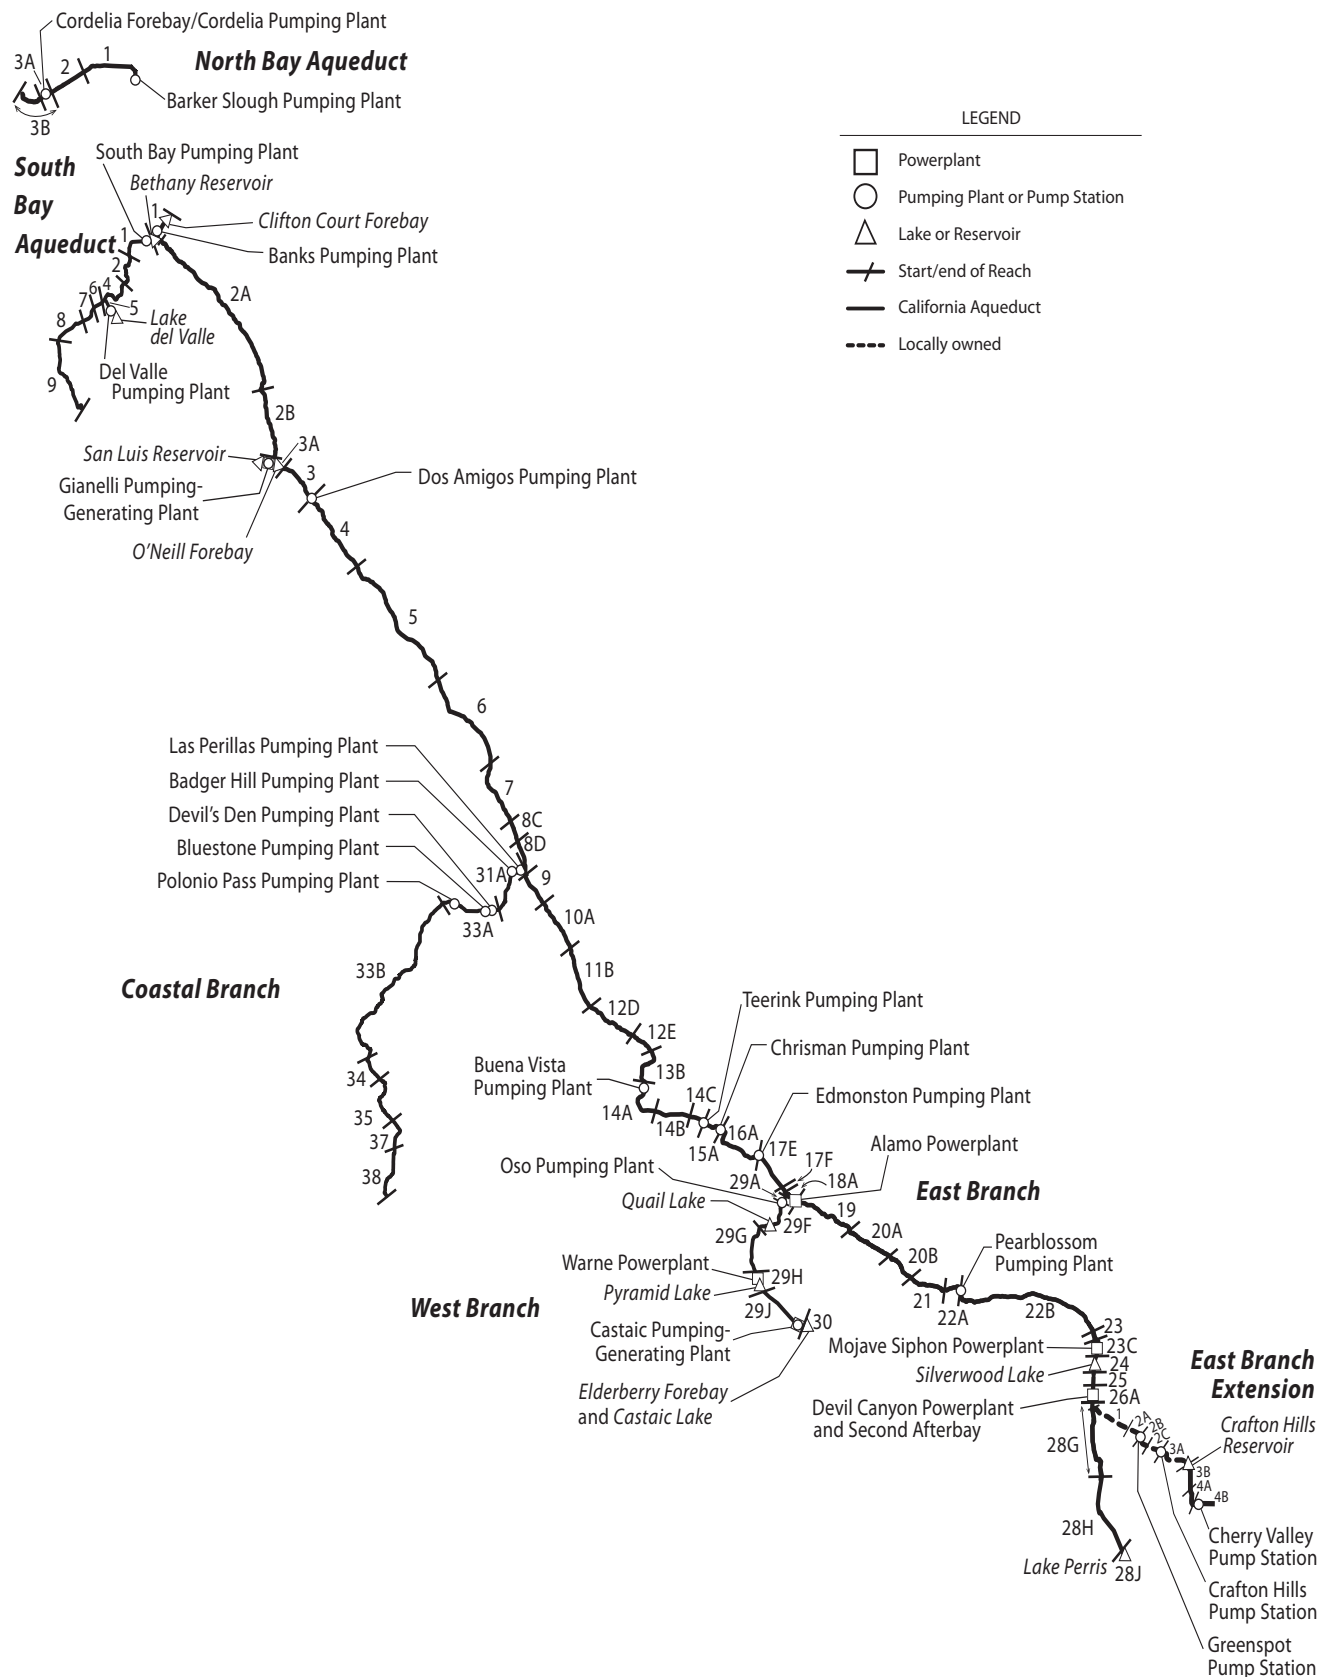 Cordelia Forebay/Cordelia Pumping Plant
3A
2
1
North Bay Aqueduct
Barker Slough Pumping Plant
3B
South
Bay
Aqueduct
South Bay Pumping Plant
Bethany Reservoir
1
Clifton Court Forebay
Banks Pumping Plant
1
2
2A
6
4
7
5
8
Lake
del Valle
Del Valle
Pumping Plant
9
2B
LEGEND
Powerplant
Pumping Plant or Pump Station
Lake or Reservoir
Start/end of Reach
California Aqueduct
Locally owned
San Luis Reservoir
3A
3
Gianelli Pumping-
Generating Plant
Dos Amigos Pumping Plant
O'Neill Forebay
4
5
6
Las Perillas Pumping Plant
Badger Hill Pumping Plant
7
Devil's Den Pumping Plant
8C
Bluestone Pumping Plant
8D
Polonio Pass Pumping Plant
31A
9
33A
10A
33B
11B
Coastal Branch
12D
12E
Teerink Pumping Plant
Chrisman Pumping Plant
Buena Vista
Pumping Plant
13B
34
14C
Edmonston Pumping Plant
14A
14B
35
16A
15A
37
17E
Alamo Powerplant
38
Oso Pumping Plant
17F
29A
18A
East Branch
Quail Lake
29F
19
29G
20A
20B
Pearblossom
Pumping Plant
Warne Powerplant
29H
Pyramid Lake
21
22A
22B
West Branch
29J
30
Castaic Pumping-
Generating Plant
23
Mojave Siphon Powerplant
23C
Silverwood Lake
24
25
East Branch
Extension
Elderberry Forebay
and Castaic Lake
Devil Canyon Powerplant
and Second Afterbay
26A
1
2A
2B
2C
3A
Crafton Hills
Reservoir
28G
3B
4A
4B
28H
Cherry Valley
Pump Station
Lake Perris
28J
Crafton Hills
Pump Station
Greenspot
Pump Station